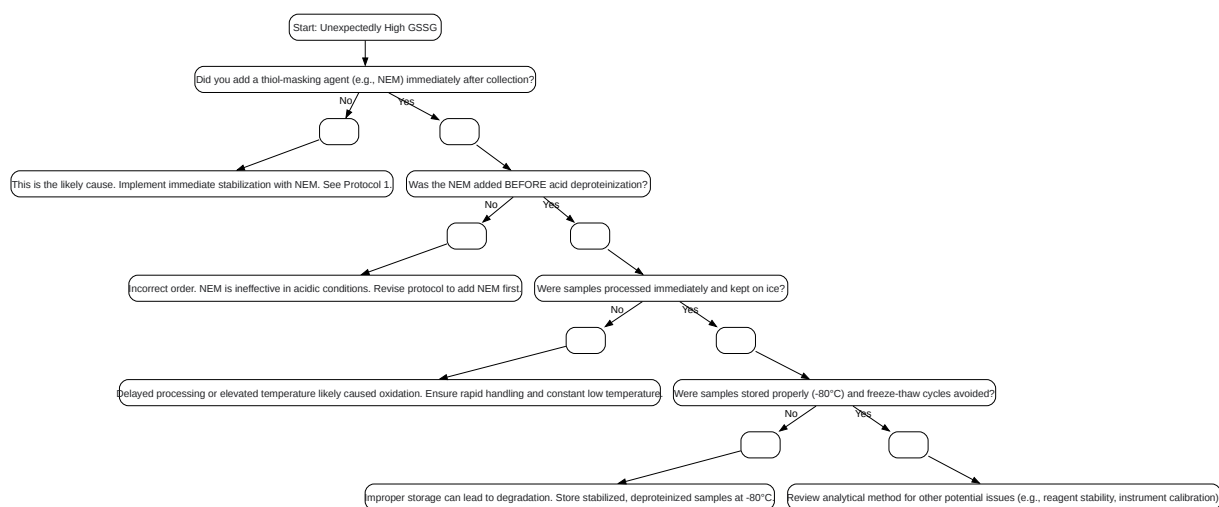 Start: Unexpectedly High GSSG
Did you add a thiol-masking agent (e.g., NEM) immediately after collection?
No
Yes
This is the likely cause. Implement immediate stabilization with NEM. See Protocol 1.
Was the NEM added BEFORE acid deproteinization?
No
Yes
Incorrect order. NEM is ineffective in acidic conditions. Revise protocol to add NEM first.
Were samples processed immediately and kept on ice?
No
Yes
Delayed processing or elevated temperature likely caused oxidation. Ensure rapid handling and constant low temperature.
Were samples stored properly (-80°C) and freeze-thaw cycles avoided?
No
Yes
Improper storage can lead to degradation. Store stabilized, deproteinized samples at -80°C.
Review analytical method for other potential issues (e.g., reagent stability, instrument calibration)